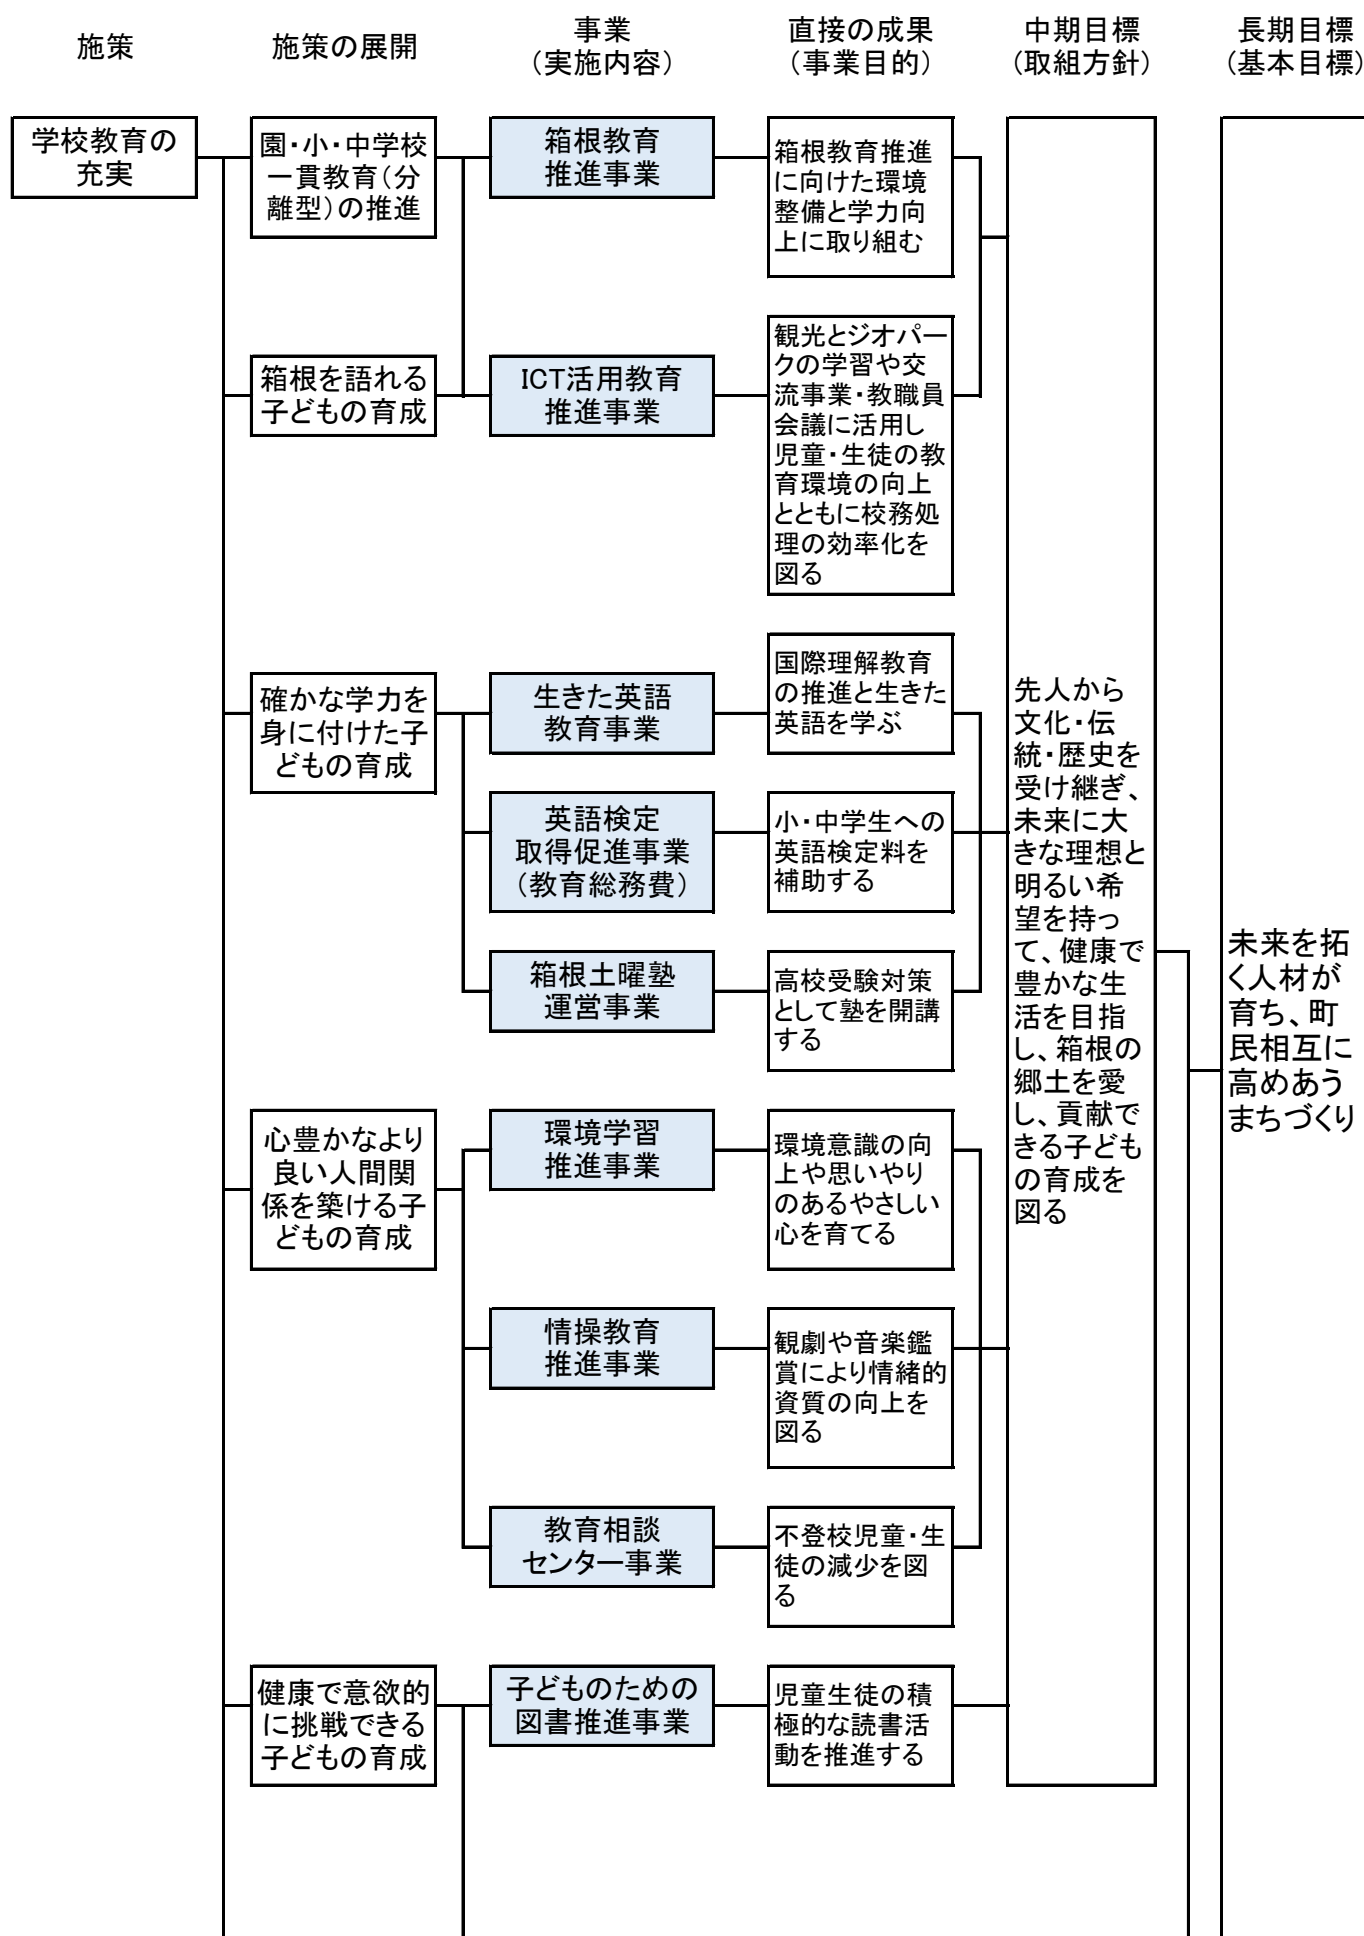 施策
施策の展開
事業
（実施内容）
直接の成果
（事業目的）
中期目標
（取組方針）
長期目標
（基本目標）
学校教育の
充実
園・小・中学校
一貫教育（分
離型）の推進
箱根教育
推進事業
箱根教育推進
に向けた環境
整備と学力向
上に取り組む
箱根を語れる
子どもの育成
ICT活用教育
推進事業
観光とジオパー
クの学習や交
流事業・教職員
会議に活用し
児童・生徒の教
育環境の向上
とともに校務処
理の効率化を
図る
確かな学力を
身に付けた子
どもの育成
生きた英語
教育事業
国際理解教育
の推進と生きた
英語を学ぶ
英語検定
取得促進事業
（教育総務費）
小・中学生への
英語検定料を
補助する
箱根土曜塾
運営事業
高校受験対策
として塾を開講
する
心豊かなより
良い人間関
係を築ける子
どもの育成
環境学習
推進事業
環境意識の向
上や思いやり
のあるやさしい
心を育てる
情操教育
推進事業
観劇や音楽鑑
賞により情緒的
資質の向上を
図る
教育相談
センター事業
不登校児童・生
徒の減少を図
る
健康で意欲的
に挑戦できる
子どもの育成
子どものための
図書推進事業
児童生徒の積
極的な読書活
動を推進する
先人から
文化・伝
統・歴史を
受け継ぎ、
未来に大
きな理想と
明るい希
望を持っ
て、健康で
豊かな生
活を目指
し、箱根の
郷土を愛
し、貢献で
きる子ども
の育成を
図る
未来を拓
く人材が
育ち、町
民相互に
高めあう
まちづくり